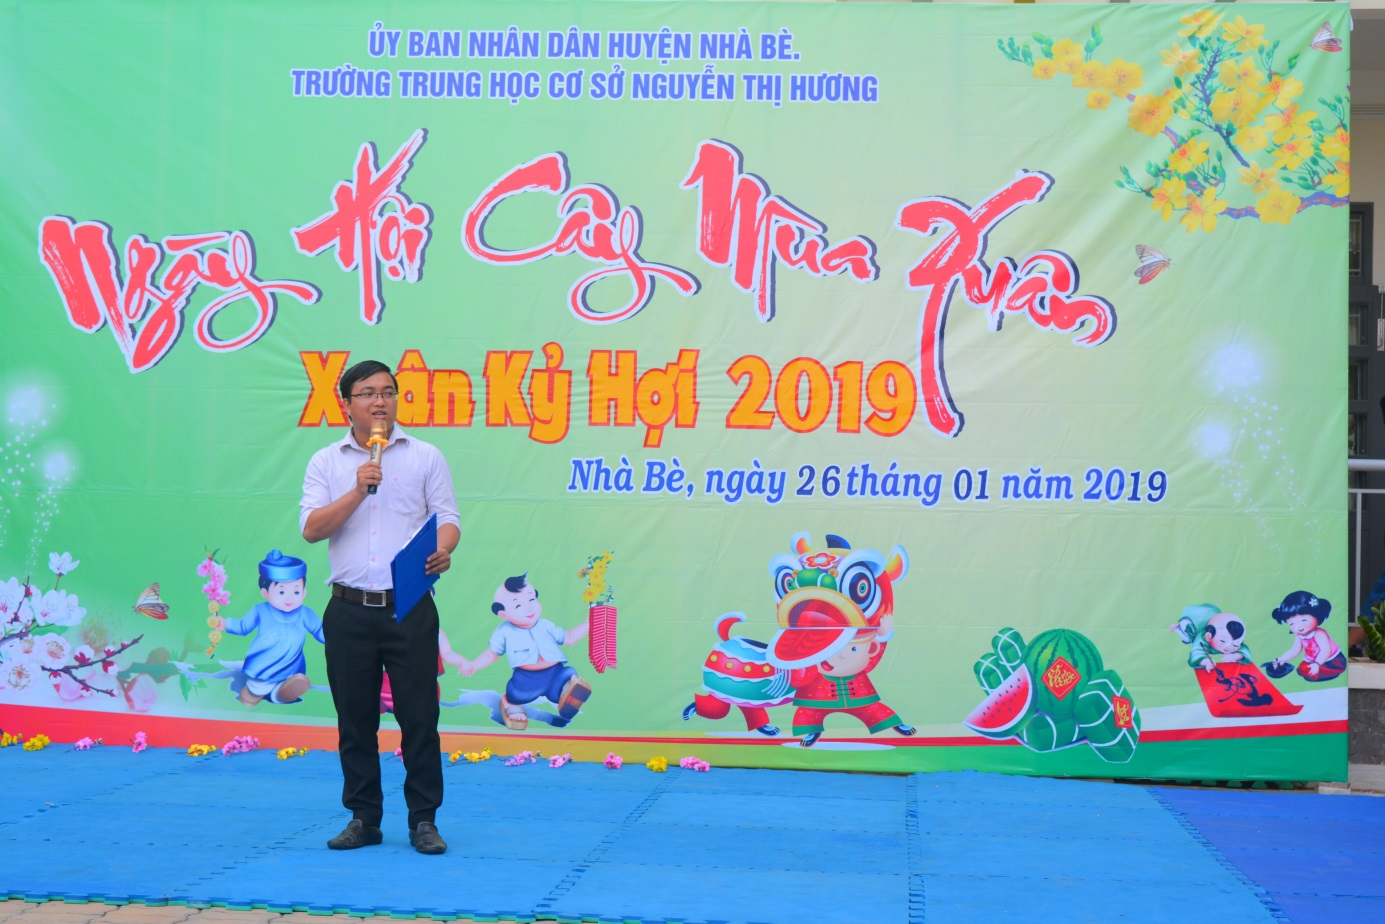 ỦY BAN NHÂN DÂN HUYỆN NHÀ BÈ.
TRƯỜNG TRUNG HỌC CƠ SỞ NGUYỄN THỊ HƯƠNG
Ngày Hội Cây Mùa Xuân
Xuân Kỷ Hợi 2019
Nhà Bè, ngày 26 tháng 01 năm 2019